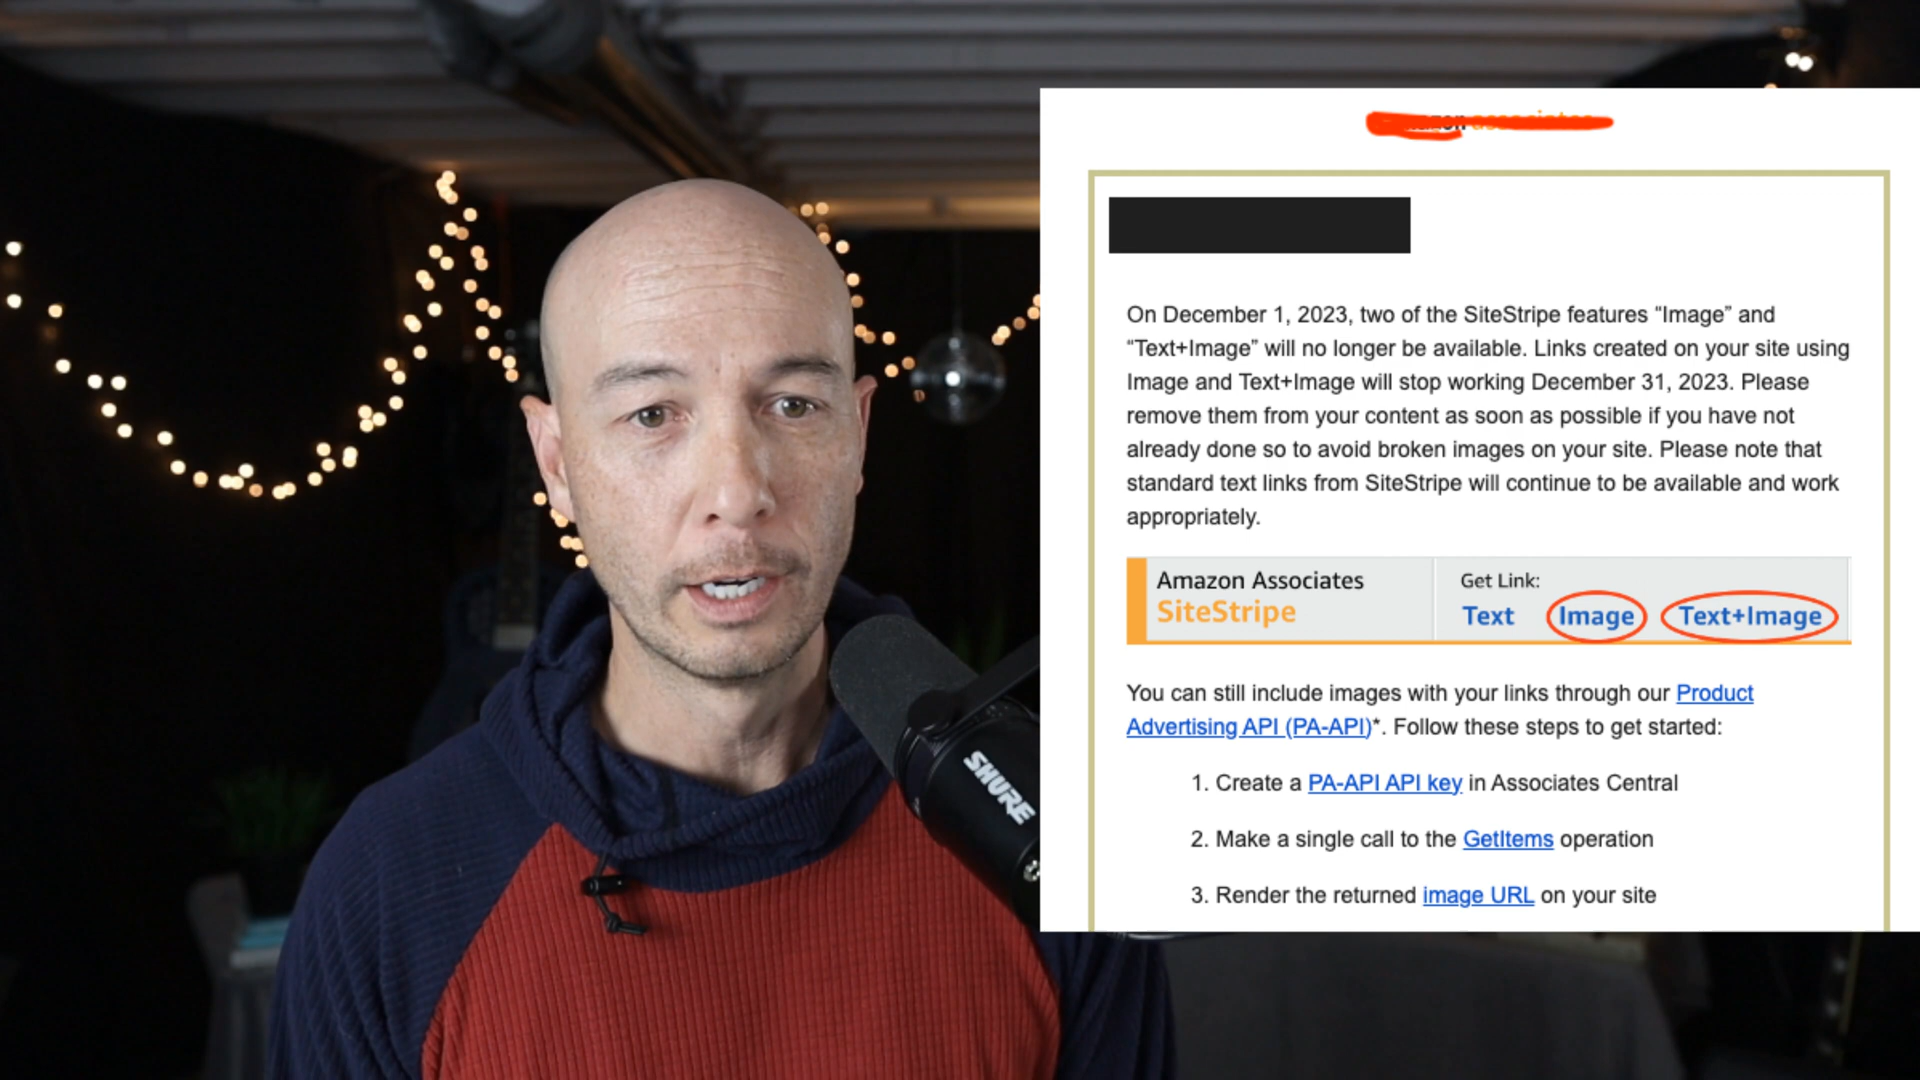 On December 1, 2023, two of the SiteStripe features “Image” and
“Text+Image” will no longer be available. Links created on your site using
Image and Text+Image will stop working December 31, 2023. Please
remove them from your content as soon as possible if you have not
already done so to avoid broken images on your site. Please note that
standard text links from SiteStripe will continue to be available and work
appropriately.
Amazon Associates
SiteStripe
Get Link:
Text Image Text+Image
You can still include images with your links through our Product
Advertising API (PA-API)*. Follow these steps to get started:
1. Create a PA-API API key in Associates Central
2. Make a single call to the GetItems operation
3. Render the returned image URL on your site
SHURE